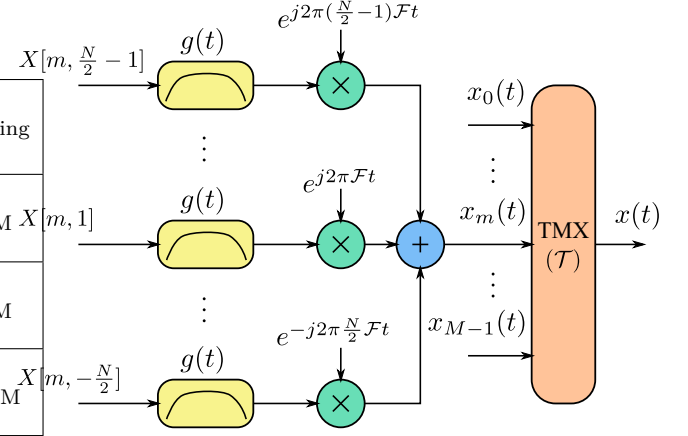 e^{j2π(N/2−1)ℱt}
X[m, N/2 − 1]
g(t)
×
x_0(t)
ing
⋮
⋮
g(t)
e^{j2πℱt}
M
X[m, 1]
×
+
x_m(t)
TMX
(𝒯)
x(t)
⋮
⋮
M
g(t)
e^{−j2π N/2 ℱt}
x_{M−1}(t)
X[m, −N/2]
M
×